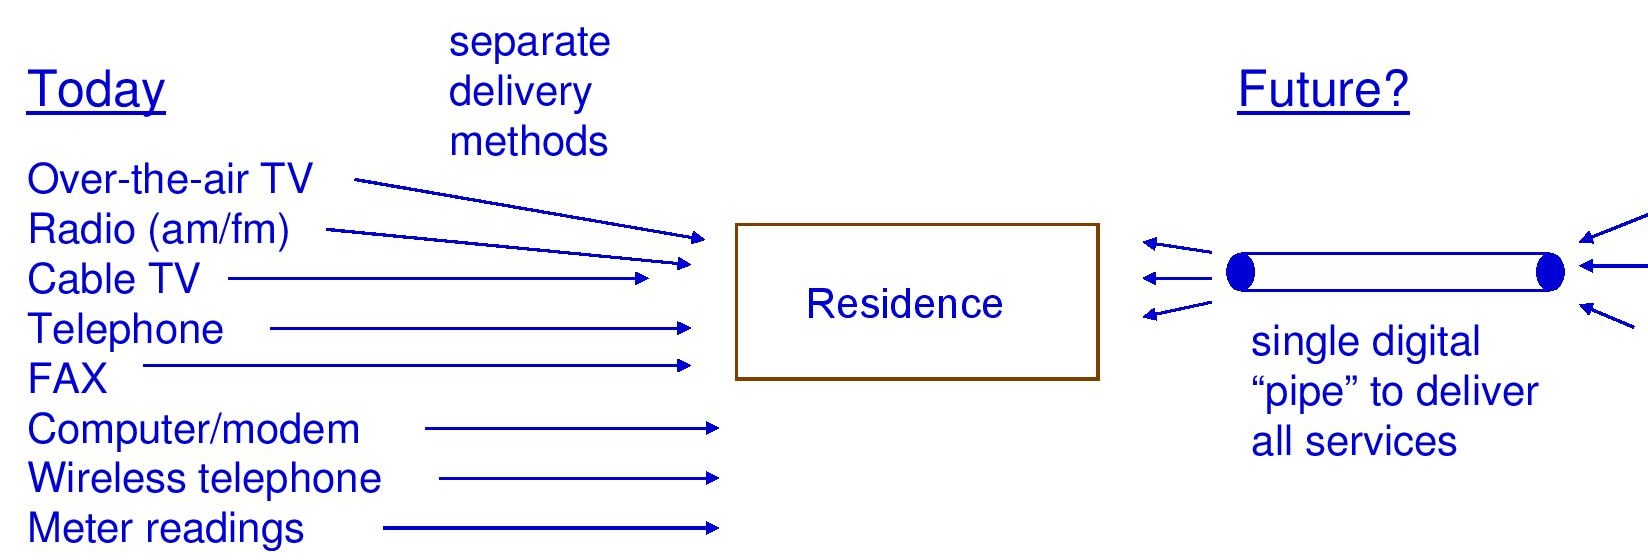 Today
separate
delivery
methods
Over-the-air TV
Radio (am/fm)
Cable TV
Telephone
FAX
Computer/modem
Wireless telephone
Meter readings
Residence
Future?
single digital
“pipe” to deliver
all services